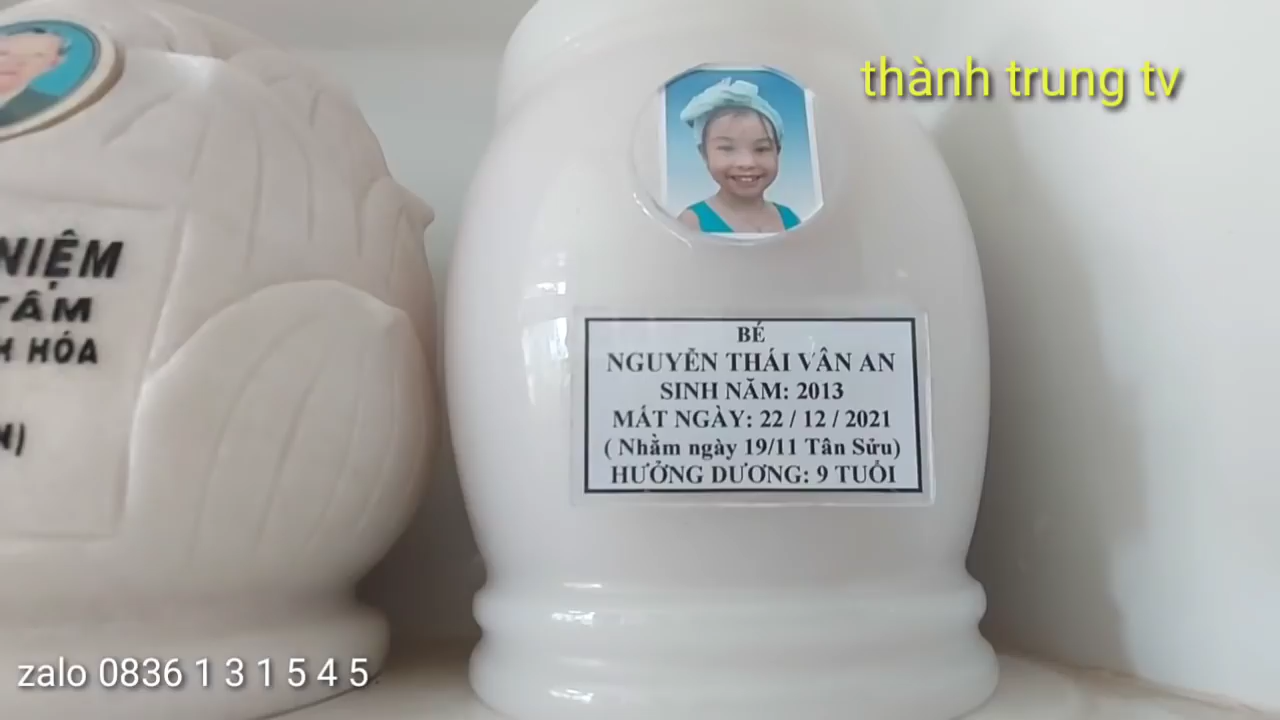 thành trung tv
NIỆM
TÂM
H HÓA
BÉ
NGUYỄN THÁI VÂN AN
SINH NĂM: 2013
MẤT NGÀY: 22 / 12 / 2021
( Nhằm ngày 19/11 Tân Sửu)
HƯỞNG DƯƠNG: 9 TUỔI
zalo 0836 1 3 1 5 4 5